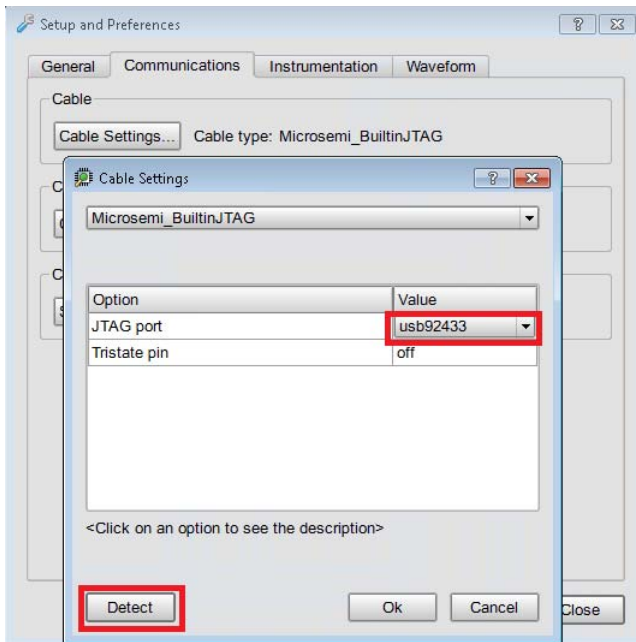 Setup and Preferences
General Communications Instrumentation Waveform
Cable
Cable Settings... Cable type: Microsemi_BuiltinJTAG
Cable Settings
Microsemi_BuiltinJTAG
Option Value
JTAG port usb92433
Tristate pin off
<Click on an option to see the description>
Detect Ok Cancel Close